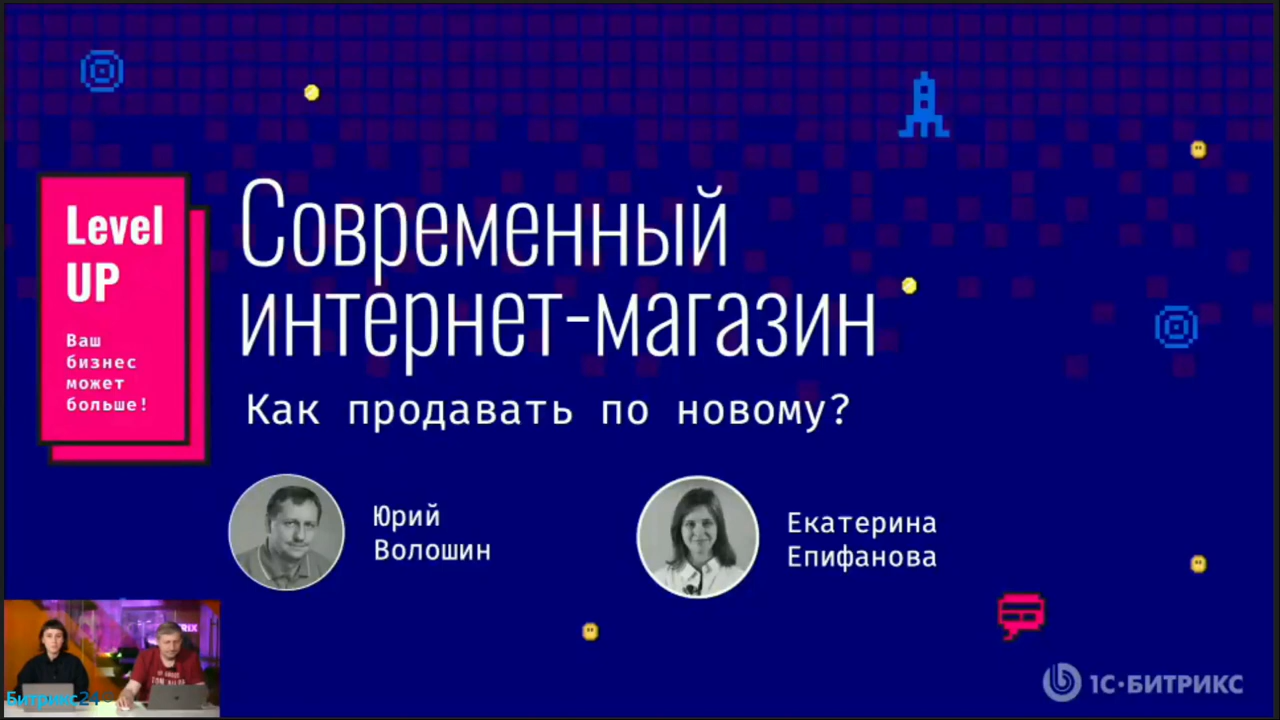 Level
UP
Ваш
бизнес
может
больше!
Современный
интернет-магазин
Как продавать по новому?
Юрий
Волошин
Екатерина
Епифанова
Битрикс24
1С·БИТРИКС